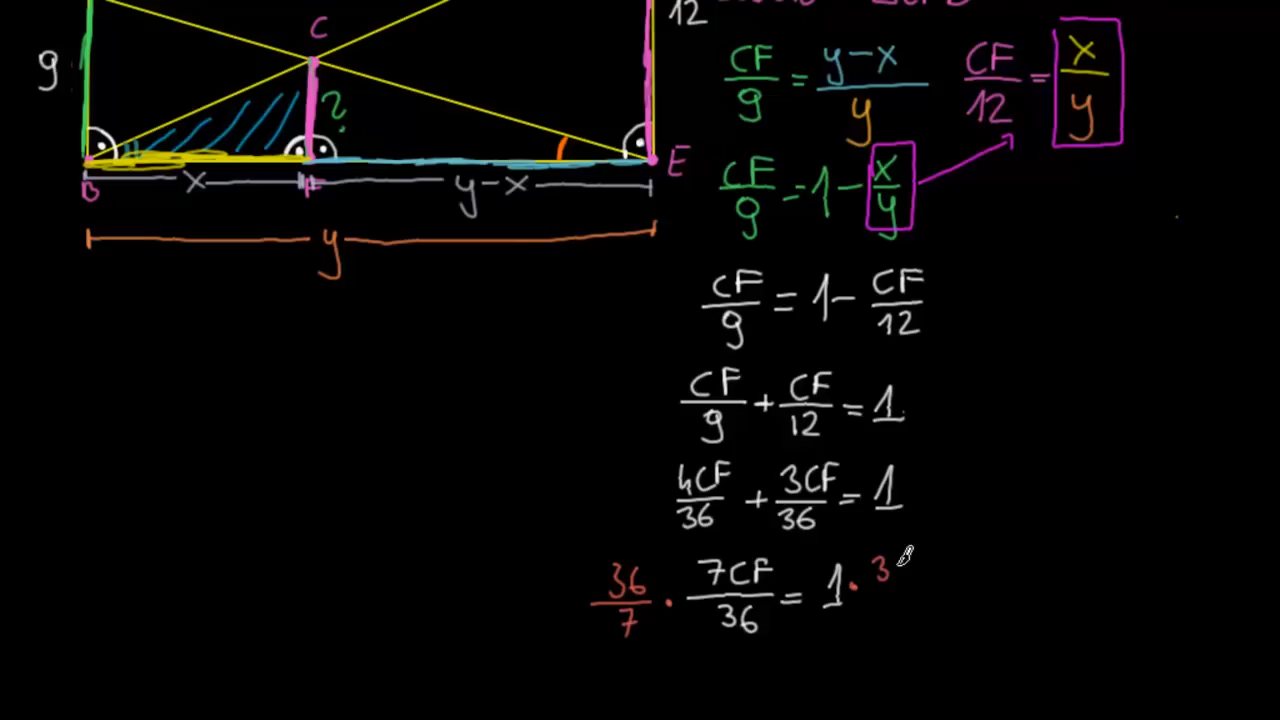 C
9
?
12
B
x
F
y-x
E
y
CF/9 = y-x/y
CF/12 = x/y
CF/9 = 1 - x/y
CF/9 = 1 - CF/12
CF/9 + CF/12 = 1
4CF/36 + 3CF/36 = 1
36/7 · 7CF/36 = 1 · 3